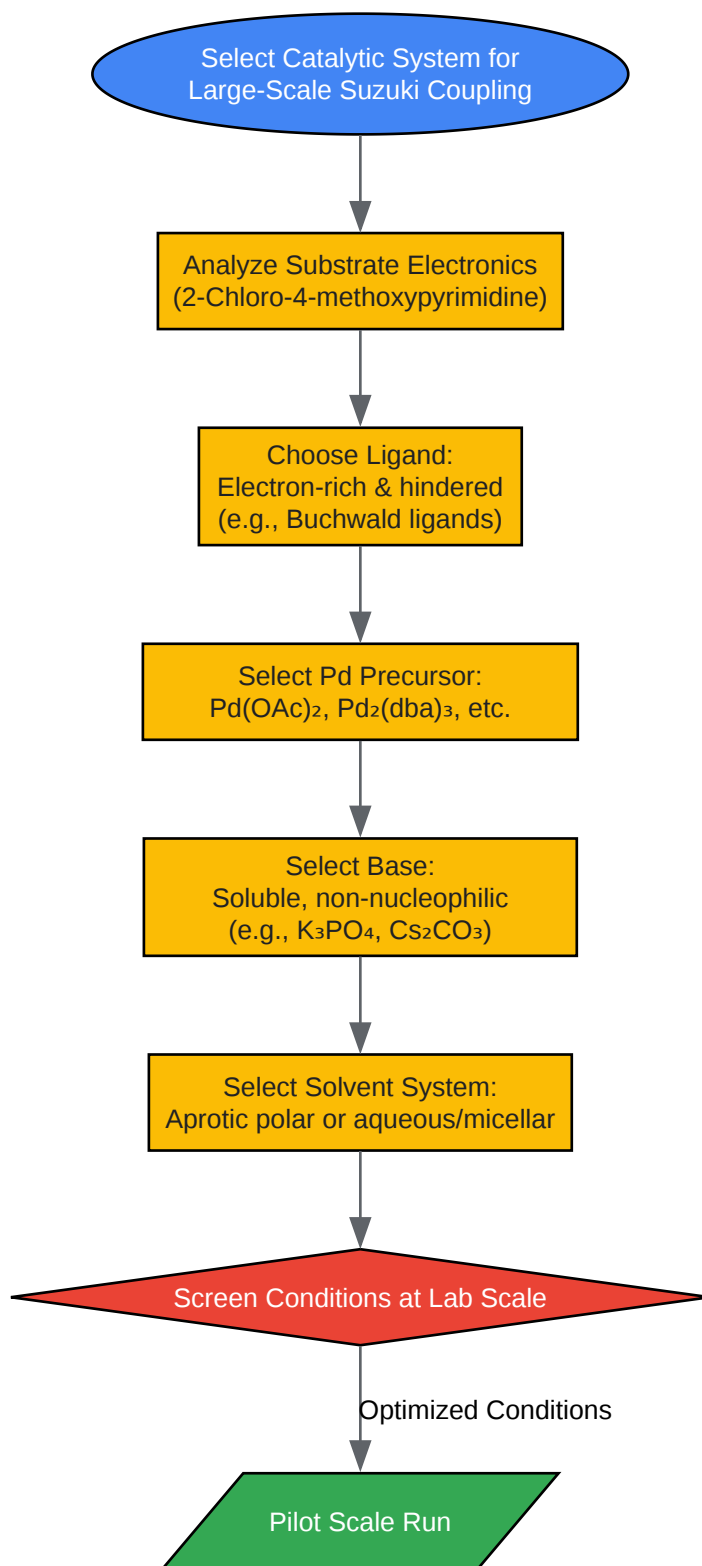 Select Catalytic System for
Large-Scale Suzuki Coupling
Analyze Substrate Electronics
(2-Chloro-4-methoxypyrimidine)
Choose Ligand:
Electron-rich & hindered
(e.g., Buchwald ligands)
Select Pd Precursor:
Pd(OAc)₂, Pd₂(dba)₃, etc.
Select Base:
Soluble, non-nucleophilic
(e.g., K₃PO₄, Cs₂CO₃)
Select Solvent System:
Aprotic polar or aqueous/micellar
Screen Conditions at Lab Scale
Optimized Conditions
Pilot Scale Run